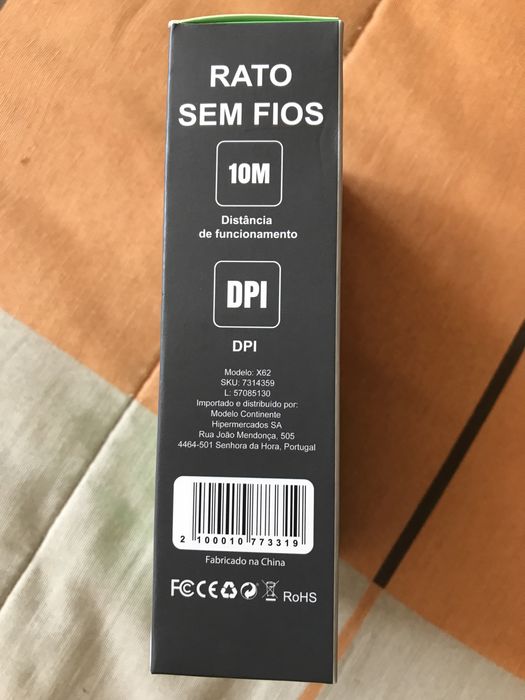 RATO
SEM FIOS
10M
Distância
de funcionamento
DPI
DPI
Modelo: X62
SKU: 7314359
L: 57085130
Importado e distribuído por:
Modelo Continente
Hipermercados SA
Rua João Mendonça, 505
4464-501 Senhora da Hora, Portugal
2 100010 773319
Fabricado na China
FC CE RoHS